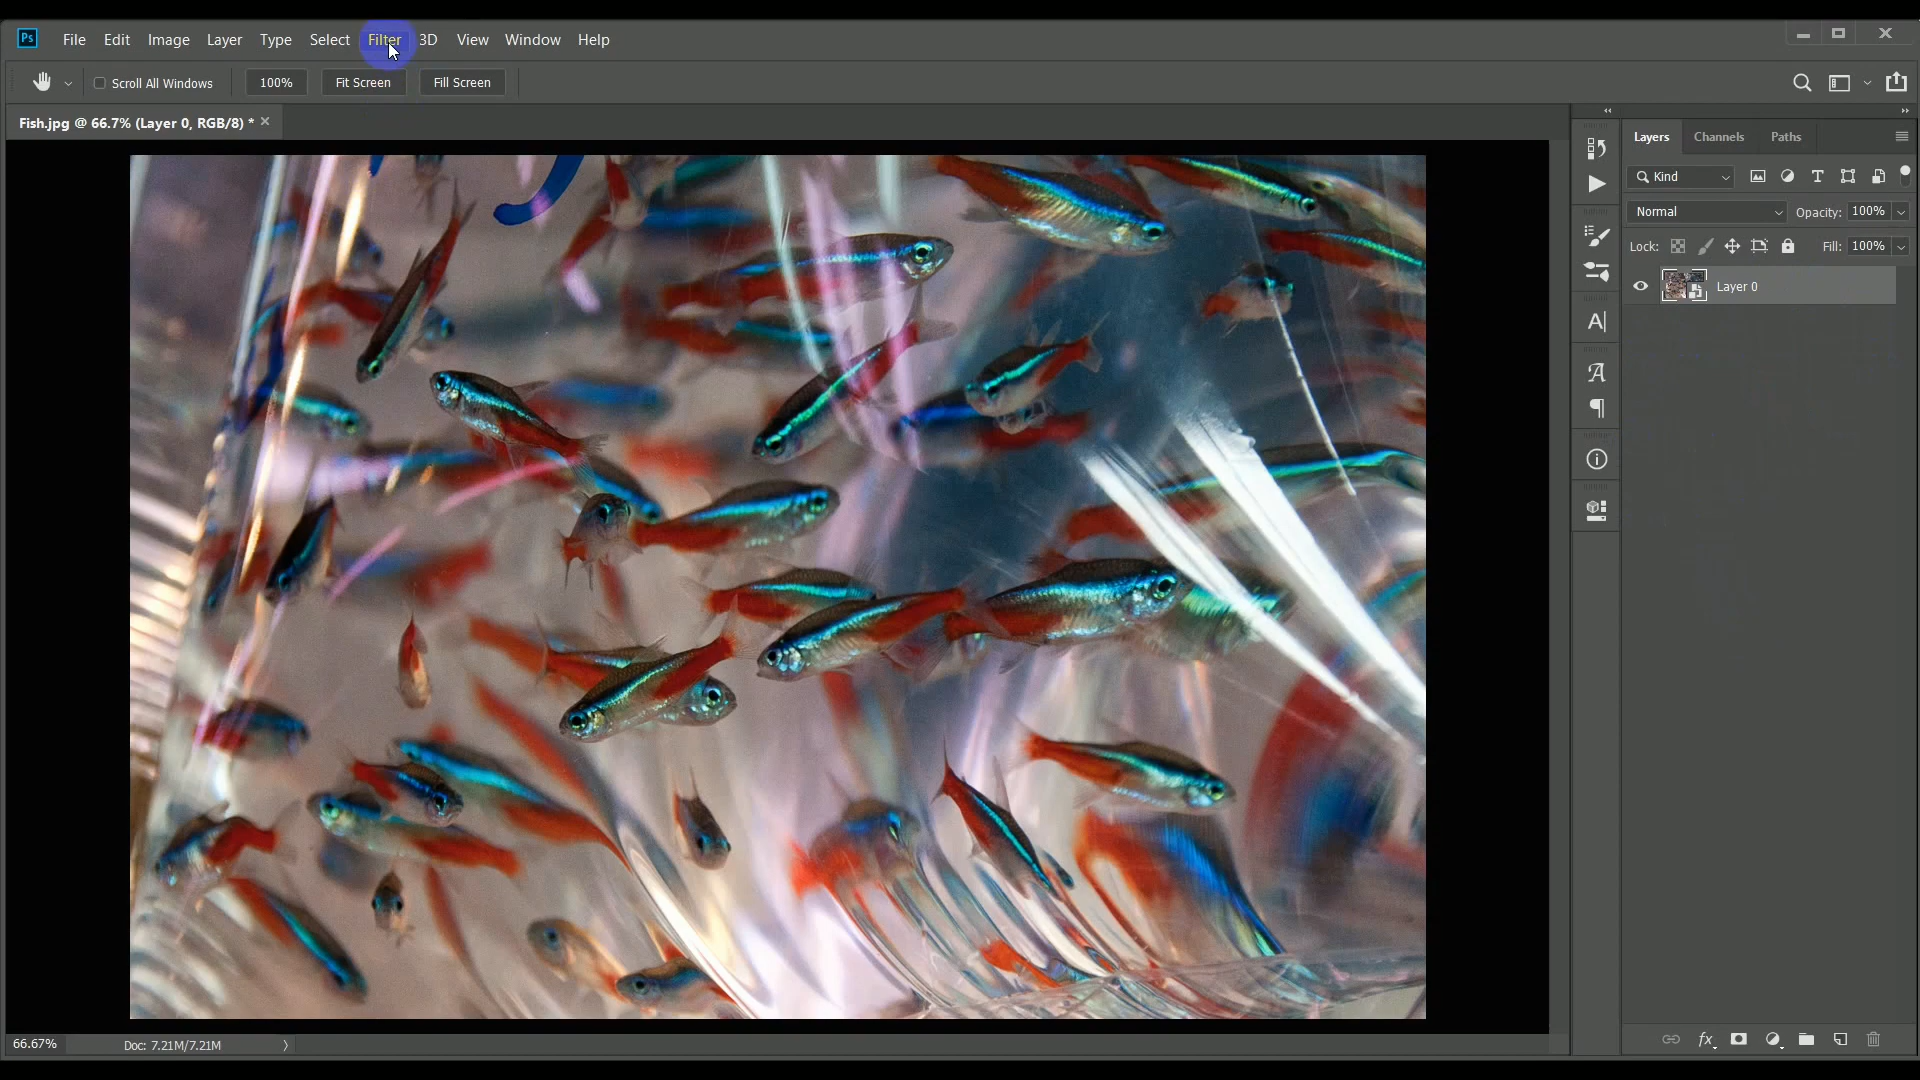 Ps File Edit Image Layer Type Select Filter 3D View Window Help
Scroll All Windows 100% Fit Screen Fill Screen
Fish.jpg @ 66.7% (Layer 0, RGB/8) *
Layers Channels Paths
Kind
Normal Opacity: 100%
Lock: Fill: 100%
Layer 0
66.67% Doc: 7.21M/7.21M